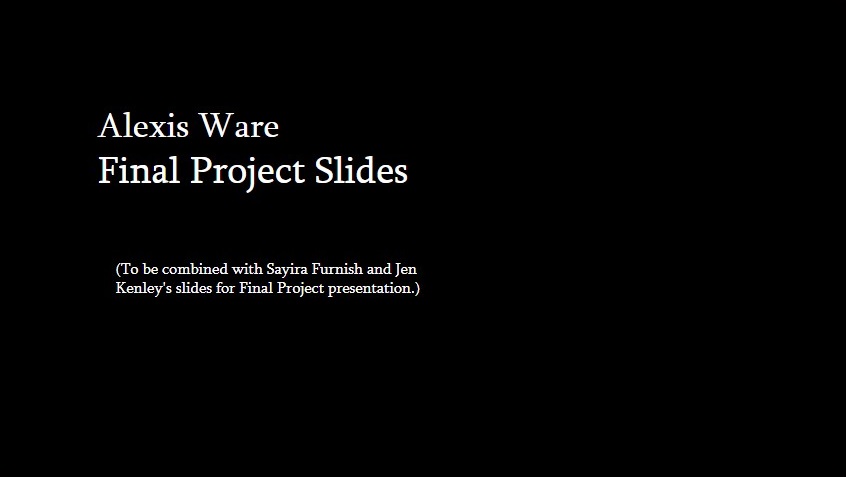 Alexis Ware
Final Project Slides
(To be combined with Sayira Furnish and Jen
Kenley's slides for Final Project presentation.)